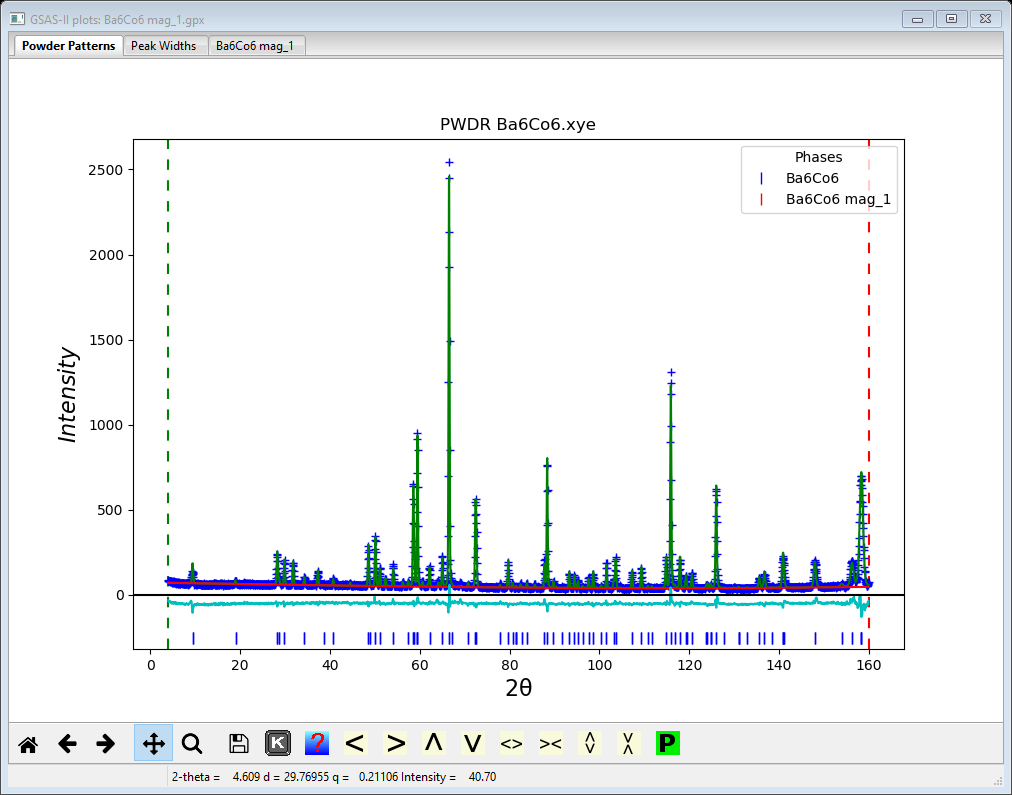 GSAS-II plots: Ba6Co6 mag_1.gpx
Powder Patterns Peak Widths Ba6Co6 mag_1
PWDR Ba6Co6.xye
Phases
Ba6Co6
Ba6Co6 mag_1
2500
2000
1500
1000
500
0
Intensity
0 20 40 60 80 100 120 140 160
2θ
K ? < > Λ V <> >< P
2-theta = 4.609 d = 29.76955 q = 0.21106 Intensity = 40.70